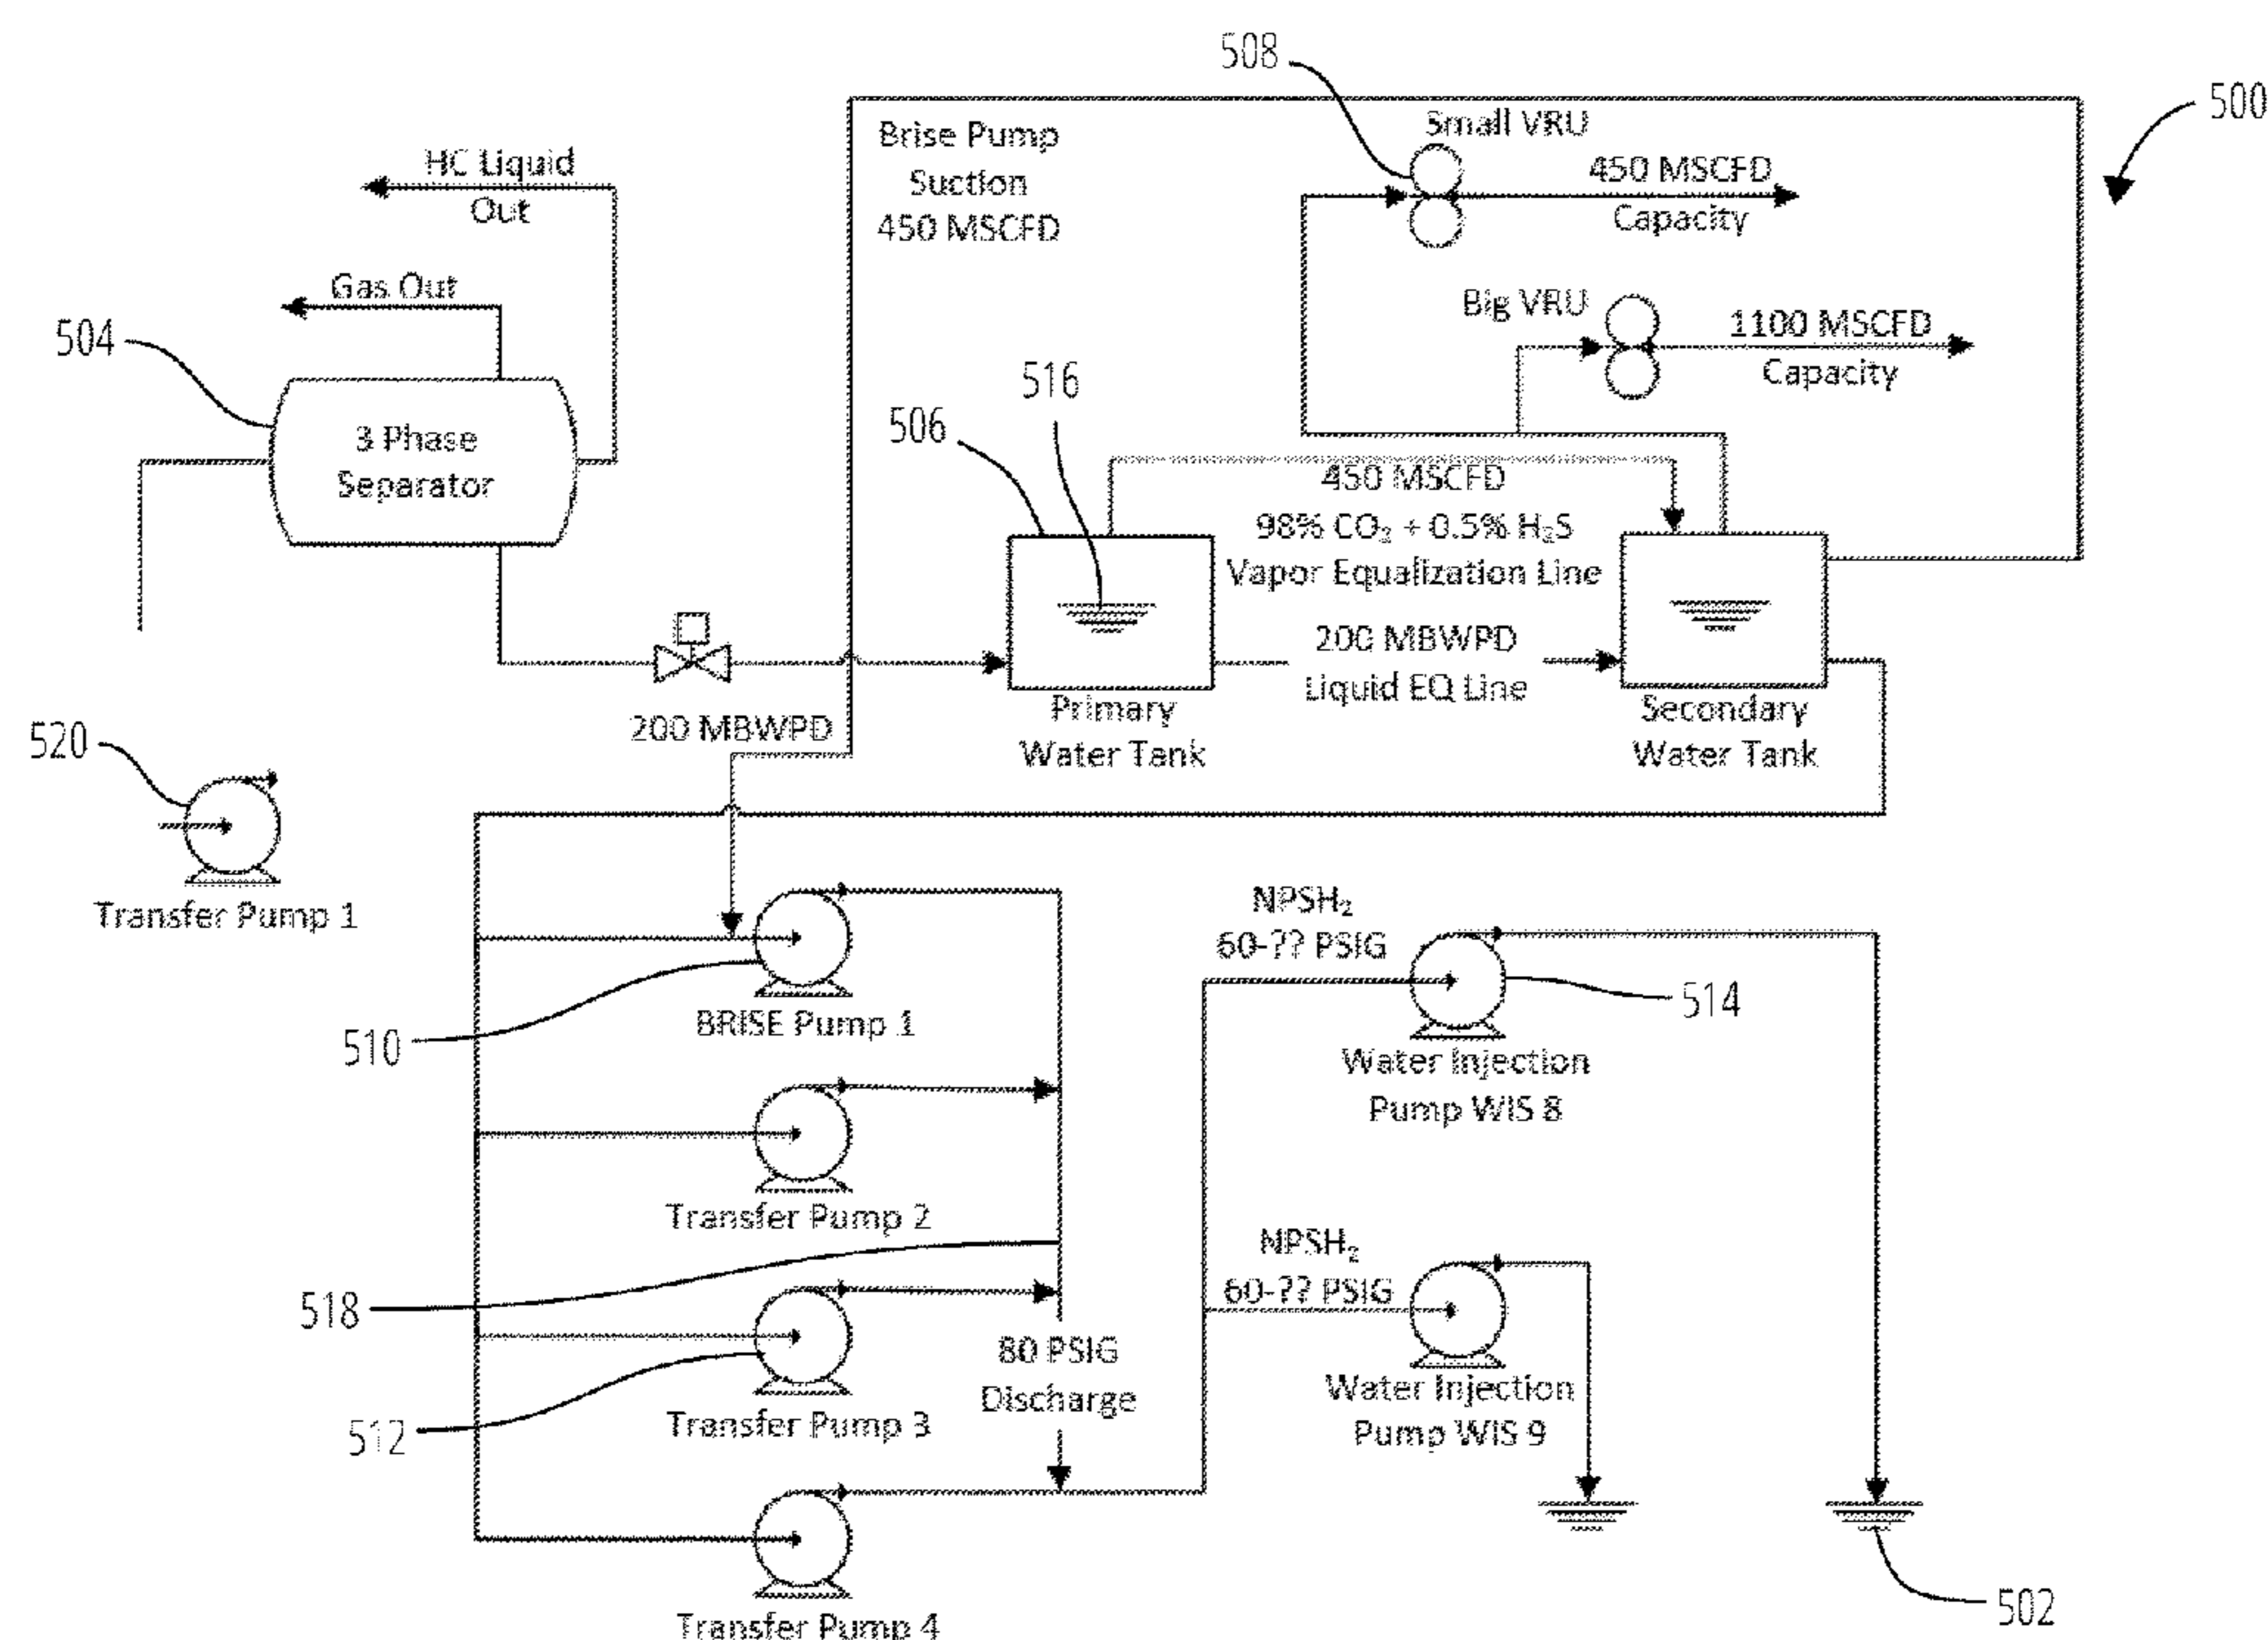 508
500
Small VRU
Brise Pump
Suction
450 MSCFD
450 MSCFD
Capacity
HC Liquid
Out
Gas Out
504
Big VRU
1100 MSCFD
Capacity
516
506
3 Phase
Separator
450 MSCFD
98% CO₂ + 0.5% H₂S
Vapor Equalization Line
200 MBWPD
Liquid EQ Line
Primary
Water Tank
Secondary
Water Tank
200 MBWPD
520
Transfer Pump 1
NPSH₂
60-?? PSIG
510
BRISE Pump 1
514
Water Injection
Pump WIS 8
Transfer Pump 2
NPSH₂
60-?? PSIG
518
80 PSIG
Discharge
Water Injection
Pump WIS 9
512
Transfer Pump 3
Transfer Pump 4
502